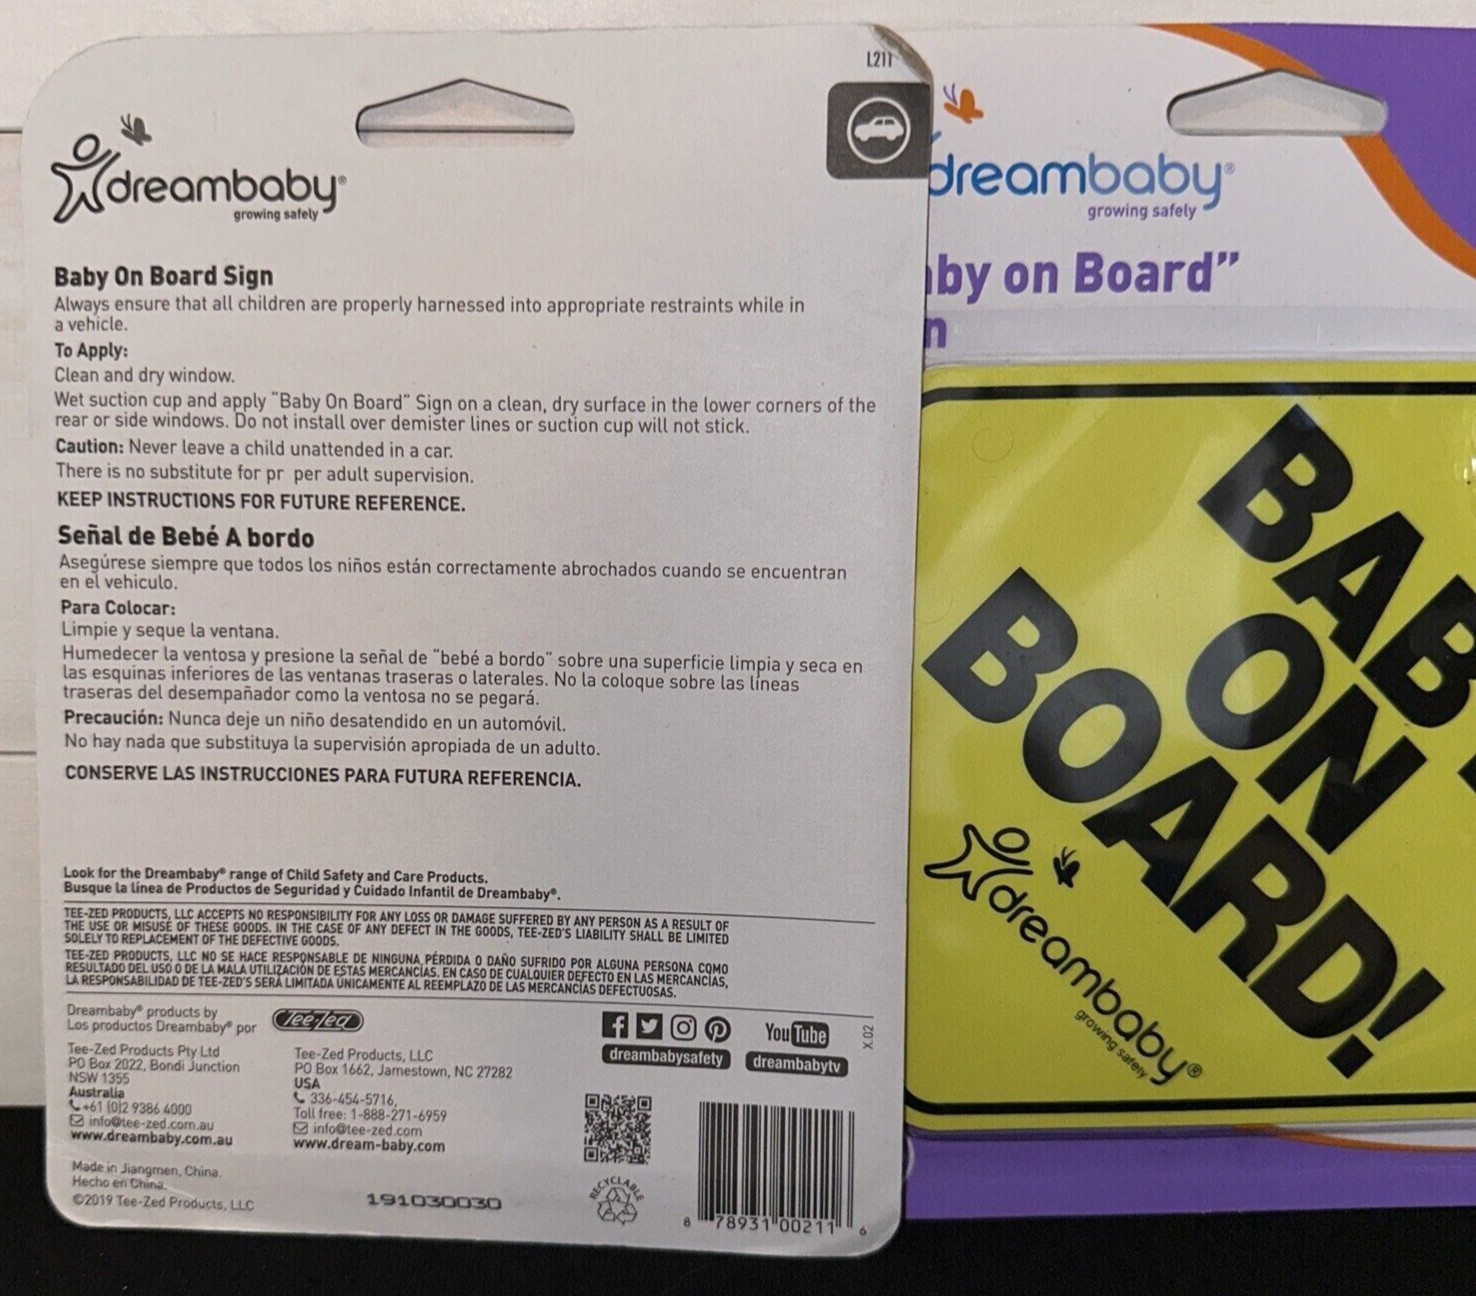 L211
dreambaby®
growing safely
Baby On Board Sign
Always ensure that all children are properly harnessed into appropriate restraints while in
a vehicle.
To Apply:
Clean and dry window.
Wet suction cup and apply "Baby On Board" Sign on a clean, dry surface in the lower corners of the
rear or side windows. Do not install over demister lines or suction cup will not stick.
Caution: Never leave a child unattended in a car.
There is no substitute for pr per adult supervision.
KEEP INSTRUCTIONS FOR FUTURE REFERENCE.
Señal de Bebé A bordo
Asegúrese siempre que todos los niños están correctamente abrochados cuando se encuentran
en el vehiculo.
Para Colocar:
Limpie y seque la ventana.
Humedecer la ventosa y presione la señal de "bebé a bordo" sobre una superficie limpia y seca en
las esquinas inferiores de las ventanas traseras o laterales. No la coloque sobre las líneas
traseras del desempañador como la ventosa no se pegará.
Precaución: Nunca deje un niño desatendido en un automóvil.
No hay nada que substituya la supervisión apropiada de un adulto.
CONSERVE LAS INSTRUCCIONES PARA FUTURA REFERENCIA.
Look for the Dreambaby® range of Child Safety and Care Products.
Busque la línea de Productos de Seguridad y Cuidado Infantil de Dreambaby®.
TEE-ZED PRODUCTS, LLC ACCEPTS NO RESPONSIBILITY FOR ANY LOSS OR DAMAGE SUFFERED BY ANY PERSON AS A RESULT OF
THE USE OR MISUSE OF THESE GOODS. IN THE CASE OF ANY DEFECT IN THE GOODS, TEE-ZED'S LIABILITY SHALL BE LIMITED
SOLELY TO REPLACEMENT OF THE DEFECTIVE GOODS.
TEE-ZED PRODUCTS, LLC NO SE HACE RESPONSABLE DE NINGUNA PÉRDIDA O DAÑO SUFRIDO POR ALGUNA PERSONA COMO
RESULTADO DEL USO O DE LA MALA UTILIZACIÓN DE ESTAS MERCANCÍAS. EN CASO DE CUALQUIER DEFECTO EN LAS MERCANCÍAS,
LA RESPONSABILIDAD DE TEE-ZED'S SERÁ LIMITADA ÚNICAMENTE AL REEMPLAZO DE LAS MERCANCÍAS DEFECTUOSAS.
Dreambaby® products by
Los productos Dreambaby® por
Tee-Zed
Tee-Zed Products Pty Ltd
PO Box 2022, Bondi Junction
NSW 1355
Australia
+61 (0)2 9386 4000
info@tee-zed.com.au
www.dreambaby.com.au
Tee-Zed Products, LLC
PO Box 1662, Jamestown, NC 27282
USA
336-454-5716,
Toll free: 1-888-271-6959
info@tee-zed.com
www.dream-baby.com
dreambabysafety
YouTube
dreambabytv
X.02
Made in Jiangmen, China.
Hecho en China.
©2019 Tee-Zed Products, LLC
191030030
RECYCLABLE
8 78931 00211 6
dreambaby®
growing safely
by on Board"
n
BABY
ON
BOARD!
dreambaby®
growing safely